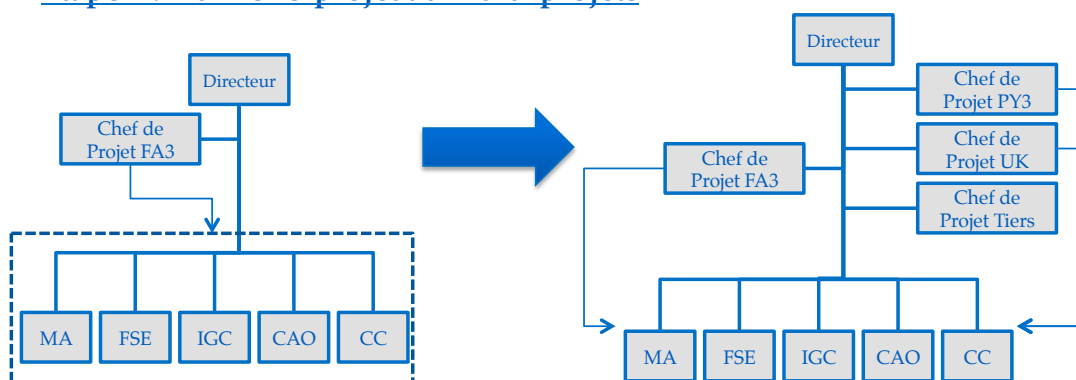 Directeur
Chef de
Projet FA3
MA
FSE
IGC
CAO
CC
Directeur
Chef de
Projet PY3
Chef de
Projet UK
Chef de
Projet FA3
Chef de
Projet Tiers
MA
FSE
IGC
CAO
CC